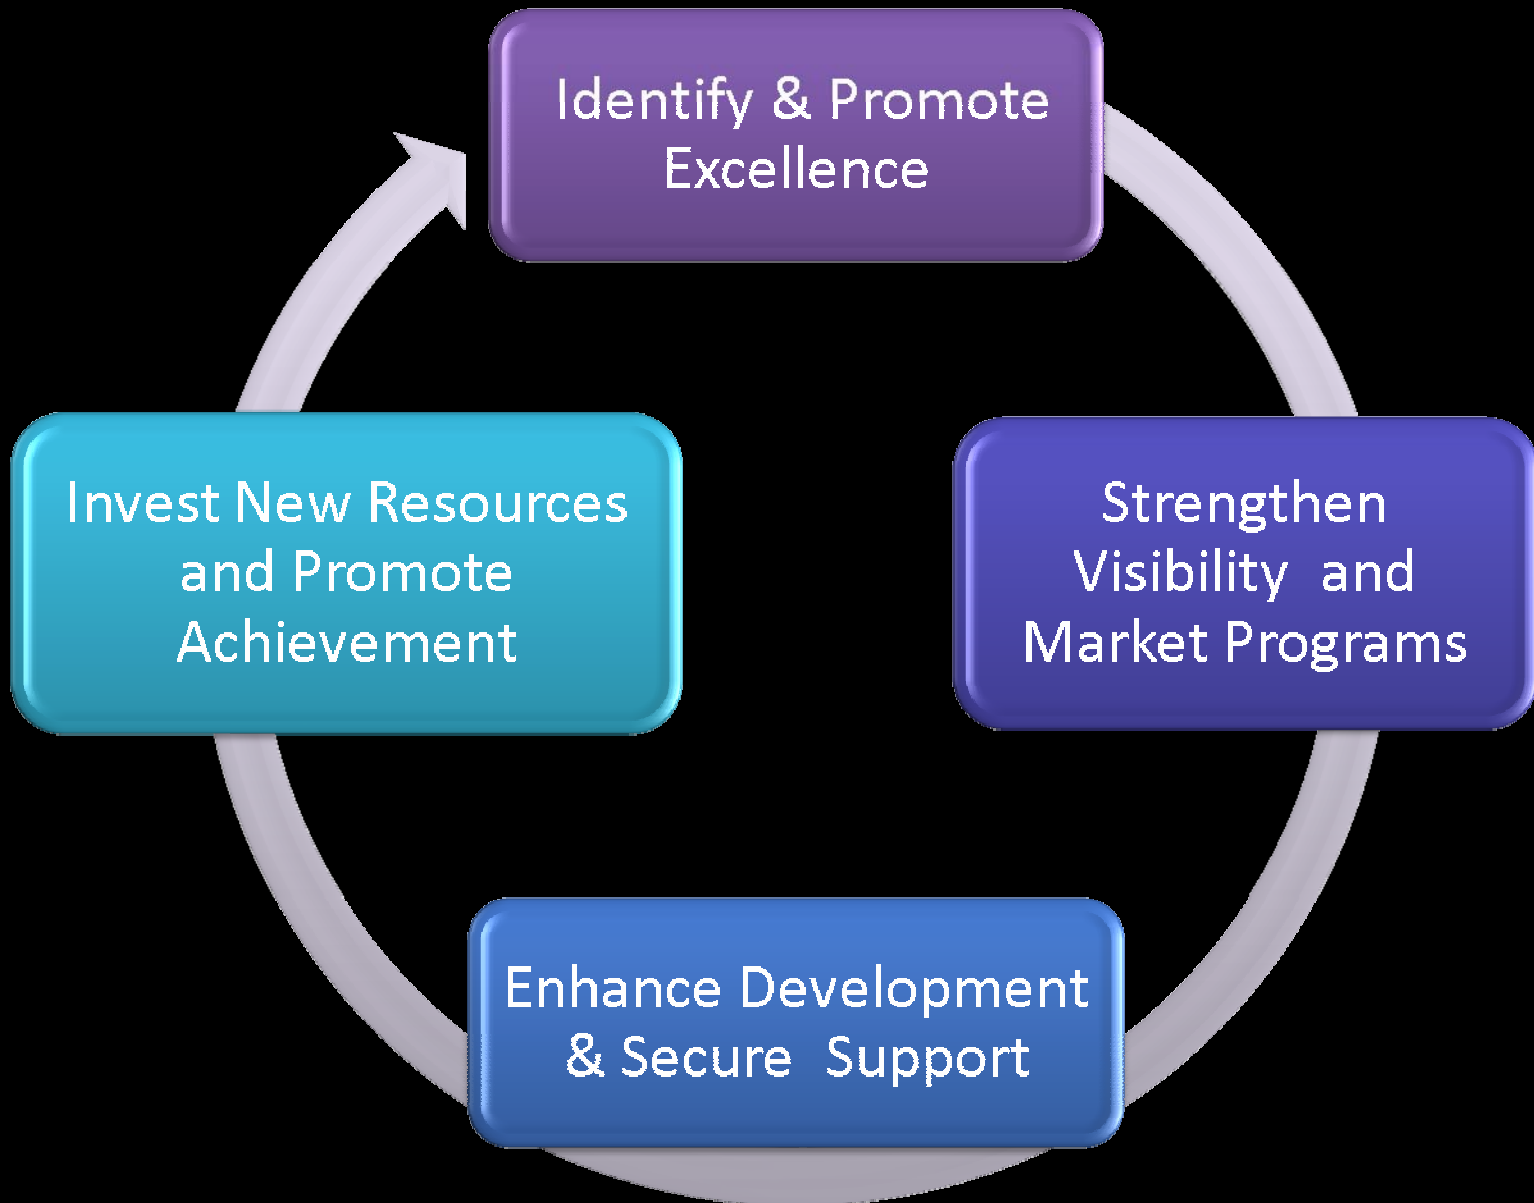 Identify & Promote
Excellence
Strengthen
Visibility  and
Market Programs
Enhance Development
& Secure  Support
Invest New Resources
and Promote
Achievement